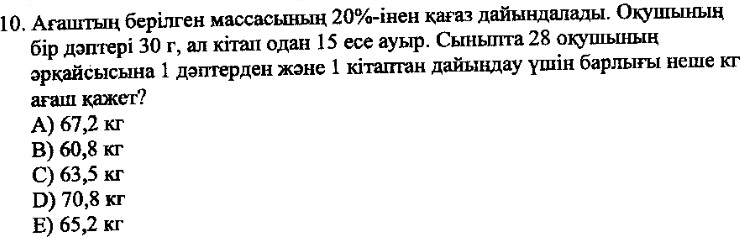 10. Ағаштың берілген массасының 20%-інен қағаз дайындалады. Оқушының
бір дәптері 30 г, ал кітап одан 15 есе ауыр. Сыныпта 28 оқушының
әрқайсысына 1 дәптерден және 1 кітаптан дайындау үшін барлығы неше кг
ағаш қажет?
A) 67,2 кг
B) 60,8 кг
C) 63,5 кг
D) 70,8 кг
E) 65,2 кг